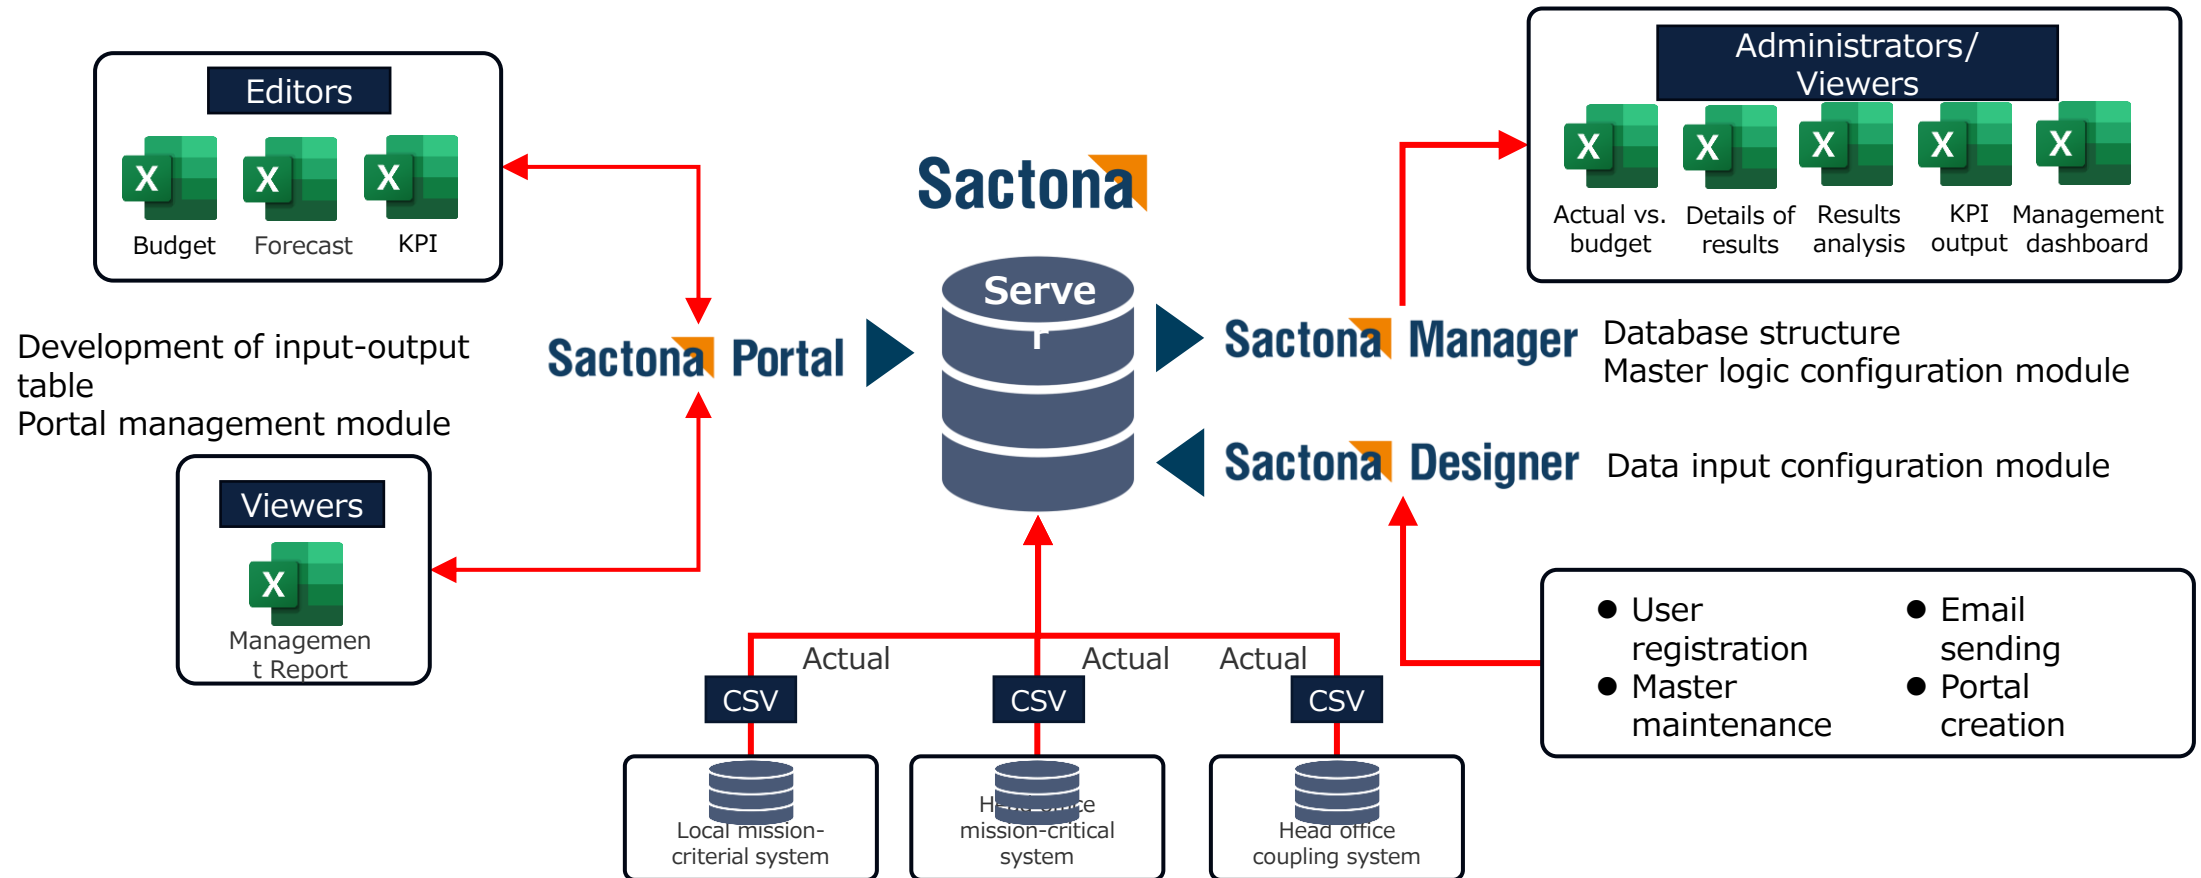 Editors
Budget
Forecast
KPI
Administrators/
Viewers
Actual vs.
budget
Details of
results
Results
analysis
KPI
output
Management
dashboard
Sactona
Serve
r
Development of input-output
table
Portal management module
Sactona Portal
Sactona Manager
Database structure
Master logic configuration module
Sactona Designer
Data input configuration module
Viewers
Managemen
t Report
Actual
Actual
Actual
CSV
CSV
CSV
Local mission-
criterial system
Head office
mission-critical
system
Head office
coupling system
● User
registration
● Master
maintenance
● Email
sending
● Portal
creation